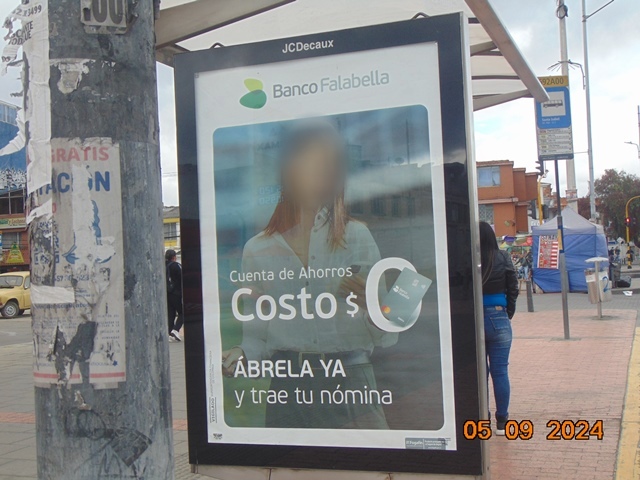 JCDecaux
Banco Falabella
Cuenta de Ahorros
Costo $0
ÁBRELA YA
y trae tu nómina
GRATIS
05 09 2024